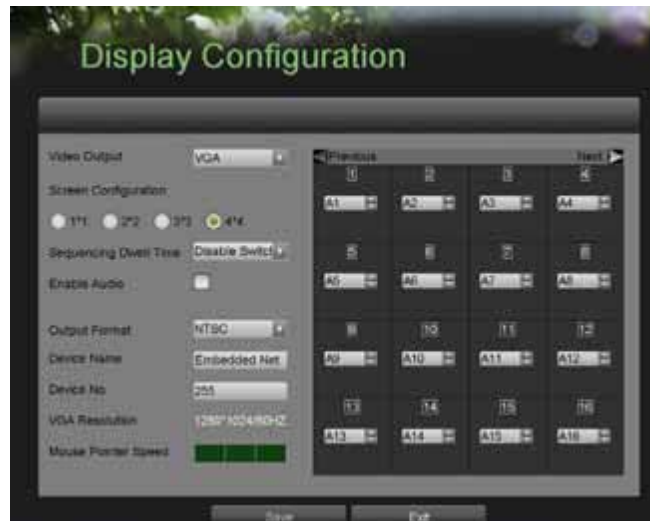 Display Configuration
Video Output VGA
Previous Next
1 2 3 4
Screen Configuration
A1 A2 A3 A4
1*1 2*2 3*3 4*4
Sequencing Dwell Time Disable Switch
5 6 7 8
Enable Audio
A5 A6 A7 A8
Output Format NTSC
9 10 11 12
Device Name Embedded Net
A9 A10 A11 A12
Device No 255
13 14 15 16
VGA Resolution 1280*1024/60HZ
A13 A14 A15 A16
Mouse Pointer Speed
Save Exit